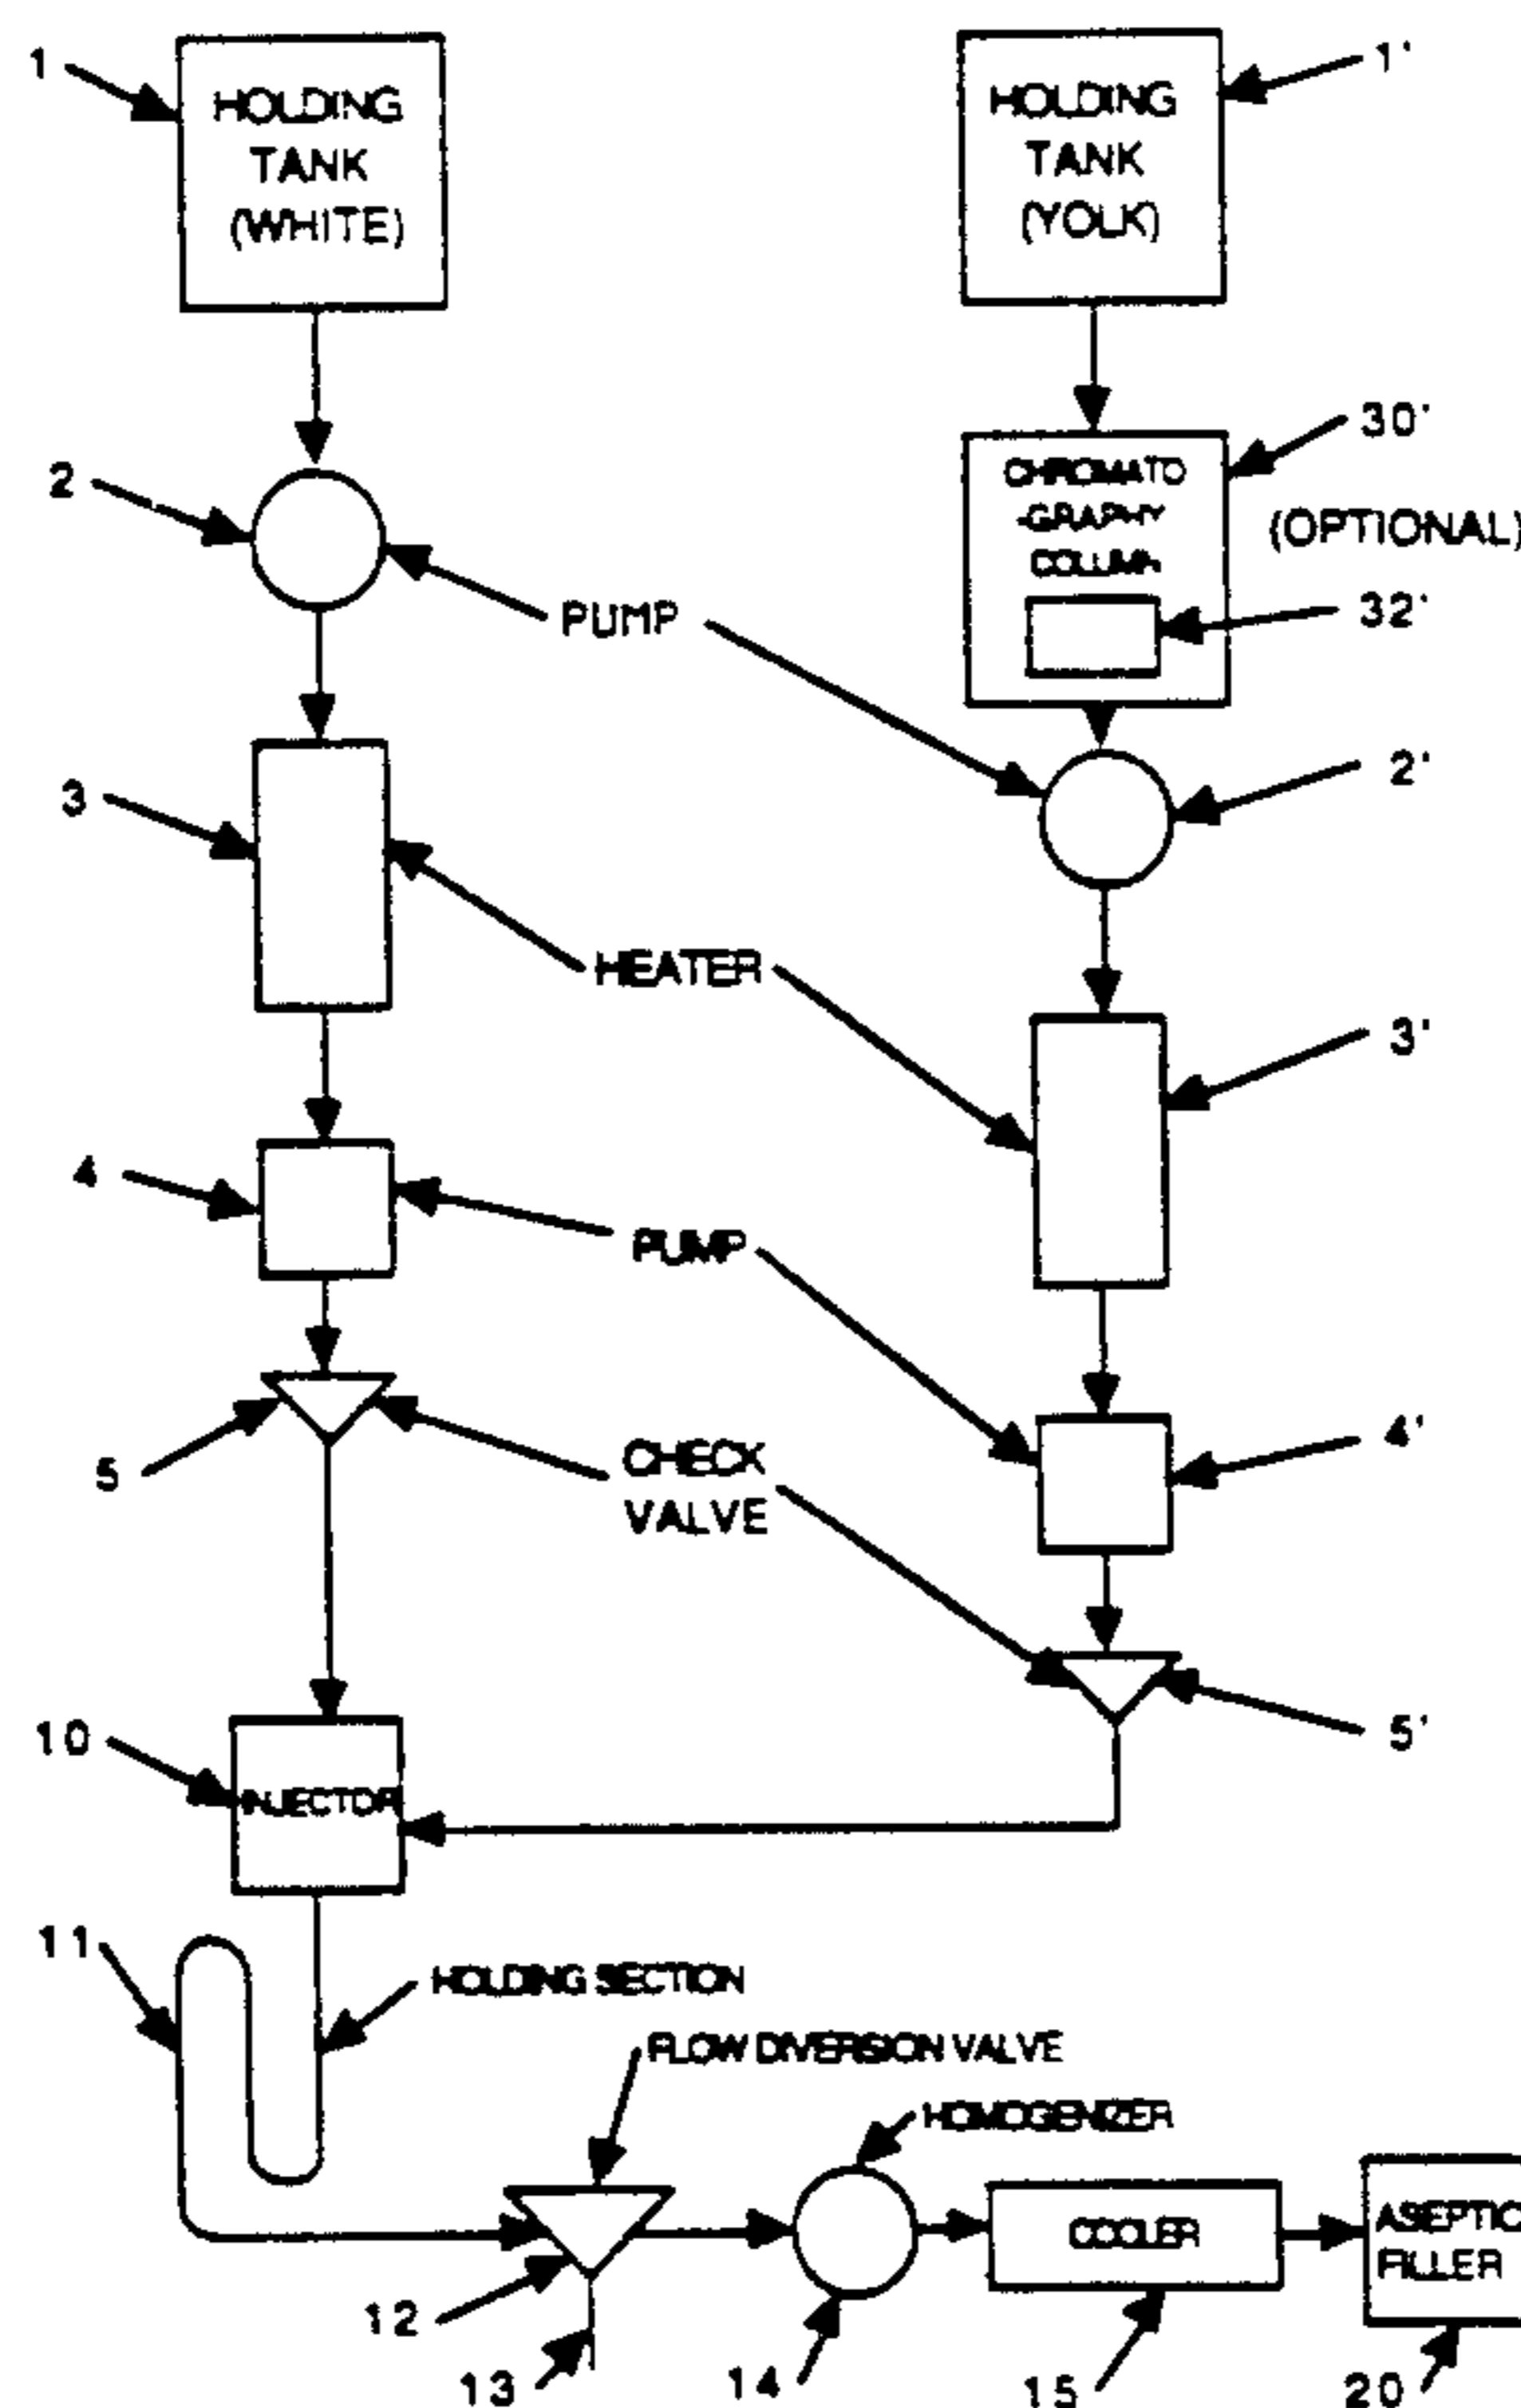 1
HOLDING
TANK
(WHITE)
1'
HOLDING
TANK
(YOLK)
30'
CHROMATO
-GRAPHY
COLUMN
(OPTIONAL)
32'
2
PUMP
2'
3
HEATER
3'
4
PUMP
4'
5
CHECK
VALVE
5'
10
INJECTOR
11
HOLDING SECTION
FLOW DIVERSION VALVE
HOMOGENIZER
COOLER
ASEPTIC
FILLER
12
13
14
15
20